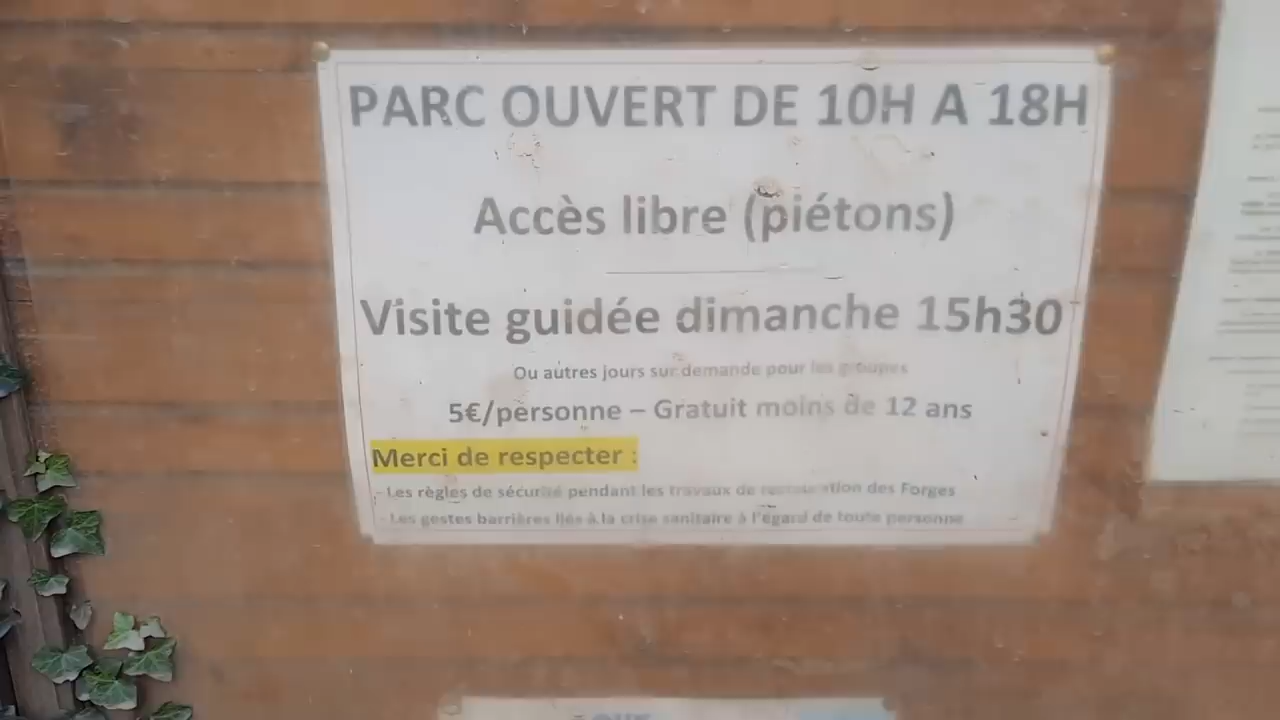 PARC OUVERT DE 10H A 18H
Accès libre (piétons)
Visite guidée dimanche 15h30
Ou autres jours sur demande pour les groupes
5€/personne – Gratuit moins de 12 ans
Merci de respecter :
- Les règles de sécurité pendant les travaux de restauration des Forges
- Les gestes barrières liés à la crise sanitaire à l'égard de toute personne